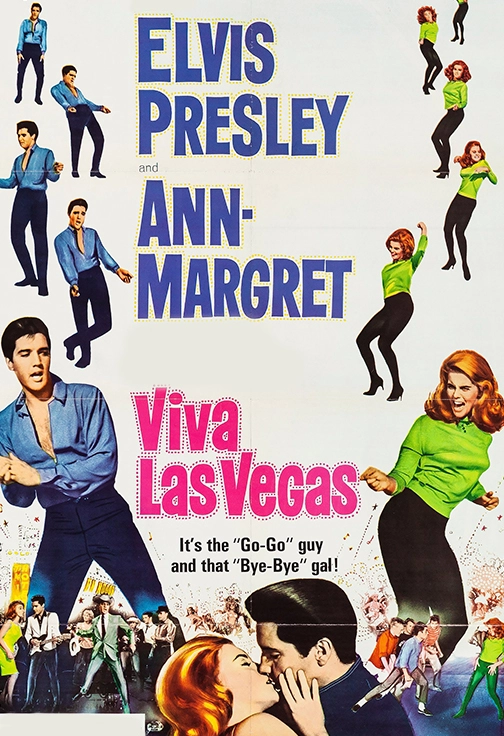 ELVIS
PRESLEY
and
ANN-
MARGRET
Viva
Las Vegas
It's the "Go-Go" guy
and that "Bye-Bye" gal!